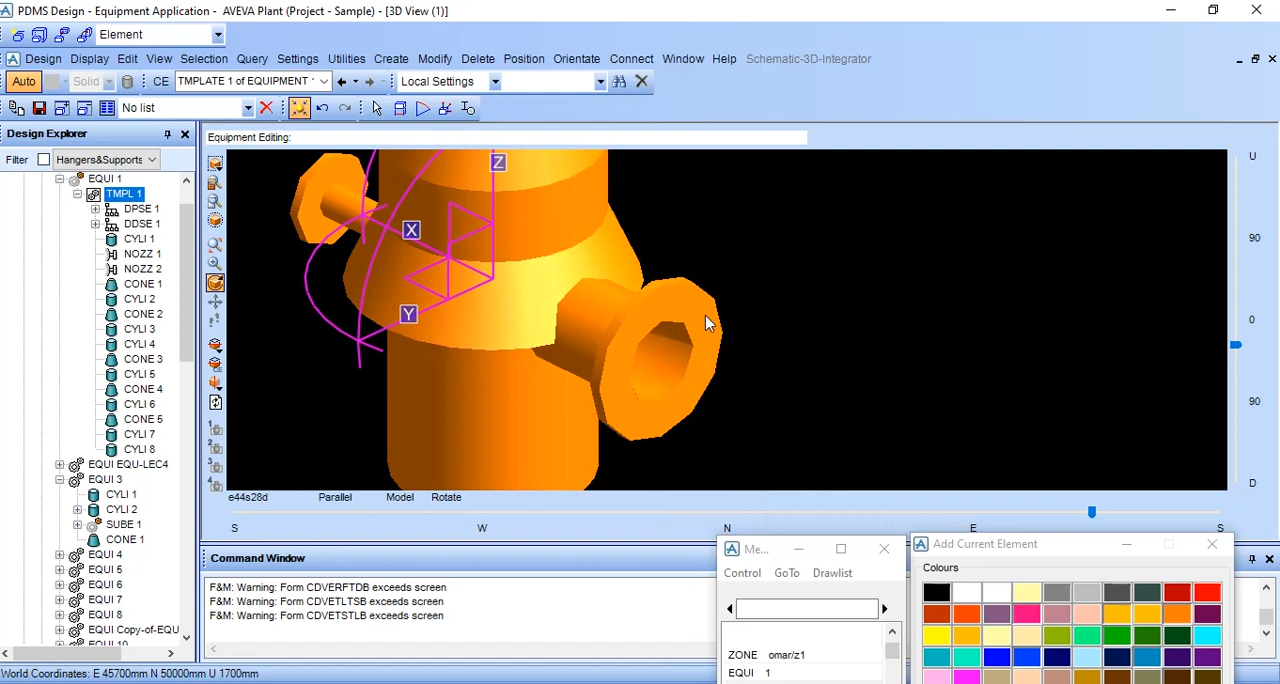 PDMS Design - Equipment Application - AVEVA Plant (Project - Sample) - [3D View (1)]
Element
Design Display Edit View Selection Query Settings Utilities Create Modify Delete Position Orientate Connect Window Help Schematic-3D-Integrator
Auto Solid CE TMPLATE 1 of EQUIPMENT Local Settings
No list
Design Explorer
Equipment Editing:
Filter Hangers&Supports
EQUI 1
TMPL 1
DPSE 1
DDSE 1
CYLI 1
NOZZ 1
NOZZ 2
CONE 1
CYLI 2
CONE 2
CYLI 3
CYLI 4
CONE 3
CYLI 5
CONE 4
CYLI 6
CONE 5
CYLI 7
CYLI 8
EQUI EQU-LEC4
EQUI 3
CYLI 1
CYLI 2
SUBE 1
CONE 1
EQUI 4
EQUI 5
EQUI 6
EQUI 7
EQUI 8
EQUI Copy-of-EQU
EQUI 10
Z
X
Y
U
90
0
90
D
1
2
3
4
e44s28d Parallel Model Rotate
S W N E S
Command Window
F&M: Warning: Form CDVERFTDB exceeds screen
F&M: Warning: Form CDVETLTSB exceeds screen
F&M: Warning: Form CDVETSTLB exceeds screen
Me...
Control GoTo Drawlist
ZONE omar/z1
EQUI 1
Add Current Element
Colours
World Coordinates: E 45700mm N 50000mm U 1700mm